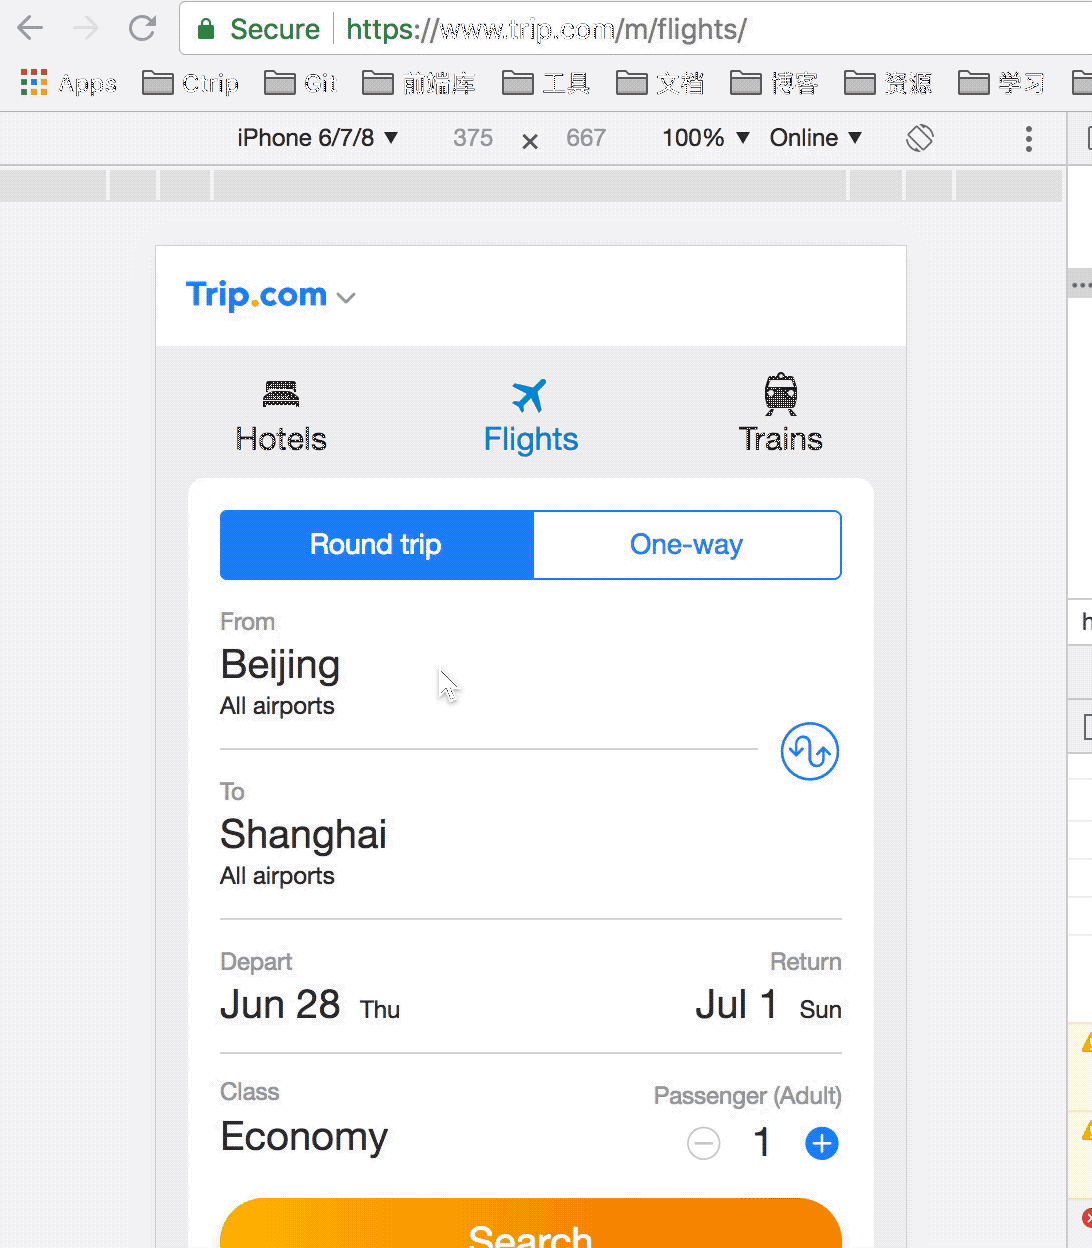 Secure https://www.trip.com/m/flights/
Apps Ctrip Git 前端库 工具 文档 博客 资源 学习
iPhone 6/7/8 ▼ 375 × 667 100% ▼ Online ▼
Trip.com
Hotels Flights Trains
Round trip One-way
From
Beijing
All airports
To
Shanghai
All airports
Depart Return
Jun 28 Thu Jul 1 Sun
Class Passenger (Adult)
Economy 1
Search